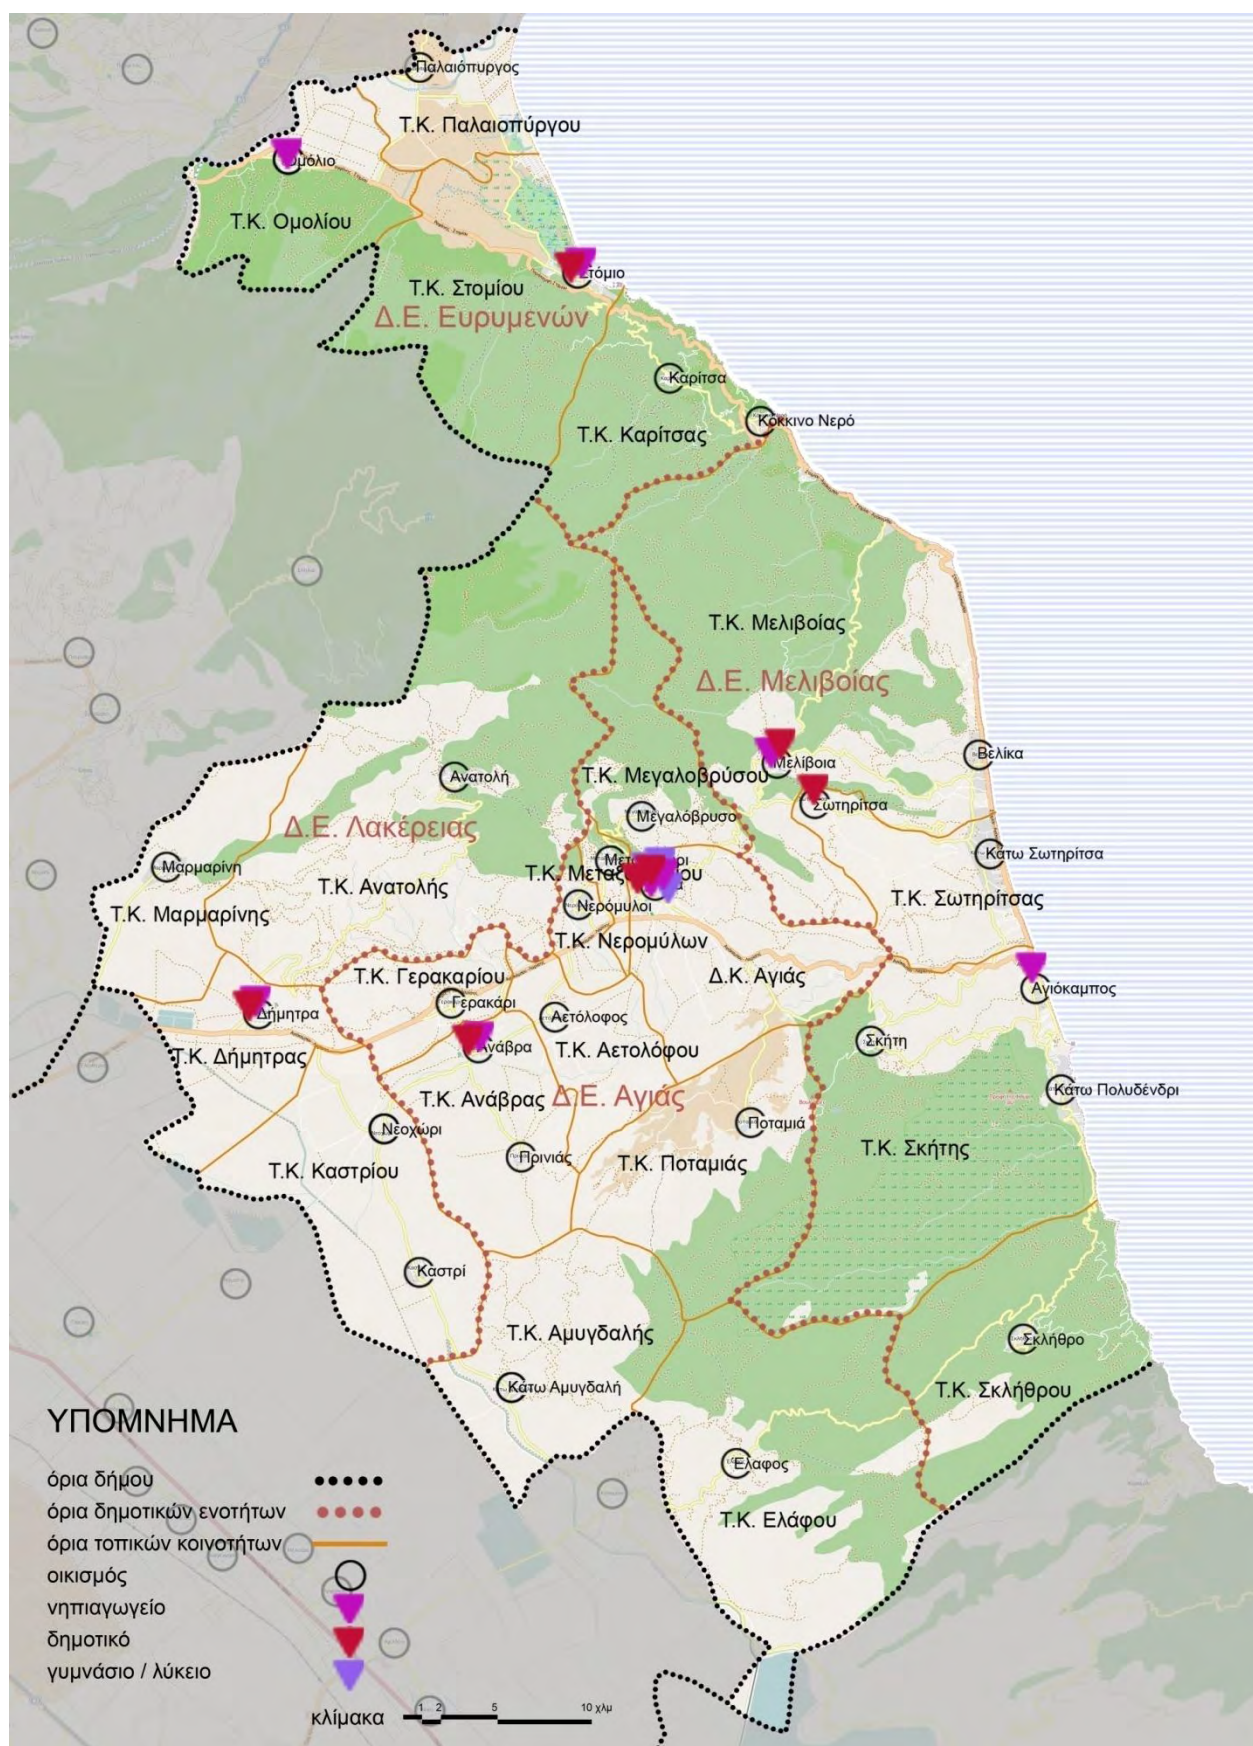 Παλαιόπυργος
Τ.Κ. Παλαιοπύργου
Ομόλιο
Τ.Κ. Ομολίου
Στόμιο
Τ.Κ. Στομίου
Δ.Ε. Ευρυμενών
Καρίτσα
Κόκκινο Νερό
Τ.Κ. Καρίτσας
Τ.Κ. Μελιβοίας
Δ.Ε. Μελιβοίας
Βελίκα
Μελίβοια
Ανατολή
Τ.Κ. Μεγαλοβρύσου
Σωτηρίτσα
Μεγαλόβρυσο
Δ.Ε. Λακέρειας
Κάτω Σωτηρίτσα
Μαρμαρίνη
Τ.Κ. Ανατολής
Τ.Κ. Σωτηρίτσας
Νερόμυλοι
Τ.Κ. Μαρμαρίνης
Τ.Κ. Νερομύλων
Τ.Κ. Γερακαρίου
Δ.Κ. Αγιάς
Αγιόκαμπος
Γερακάρι
Δήμητρα
Αετόλοφος
Σκήτη
Ανάβρα
Τ.Κ. Αετολόφου
Τ.Κ. Δήμητρας
Κάτω Πολυδένδρι
Τ.Κ. Ανάβρας
Δ.Ε. Αγιάς
Ποταμιά
Νεοχώρι
Τ.Κ. Σκήτης
Πρινιάς
Τ.Κ. Ποταμιάς
Τ.Κ. Καστρίου
Καστρί
Τ.Κ. Αμυγδαλής
Σκλήθρο
Κάτω Αμυγδαλή
Τ.Κ. Σκλήθρου
Έλαφος
Τ.Κ. Ελάφου
ΥΠΟΜΝΗΜΑ
όρια δήμου
όρια δημοτικών ενοτήτων
όρια τοπικών κοινοτήτων
οικισμός
νηπιαγωγείο
δημοτικό
γυμνάσιο / λύκειο
κλίμακα 1 2 5 10 χλμ